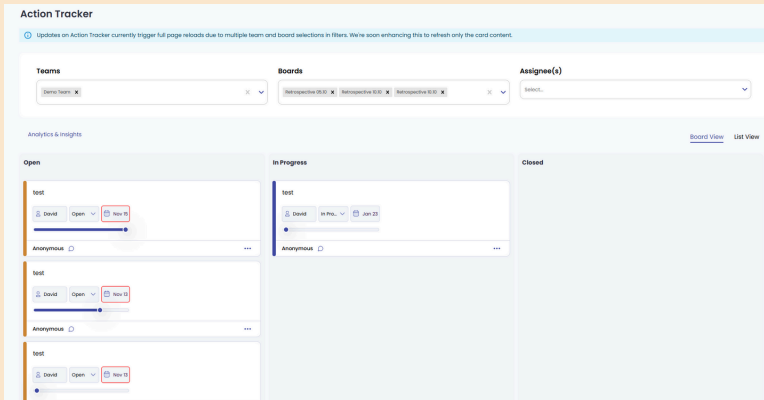 Action Tracker
Updates on Action Tracker currently trigger full page reloads due to multiple team and board selections in filters. We're soon enhancing this to refresh only the card content.
Teams
Demo Team x
Boards
Retrospective 05.10 x Retrospective 10.10 x Retrospective 10.10 x
Assignee(s)
Select...
Analytics & Insights
Board View List View
Open
test
David Open Nov 15
Anonymous
test
David Open Nov 13
Anonymous
test
David Open Nov 13
In Progress
test
David In Pro... Jan 23
Anonymous
Closed